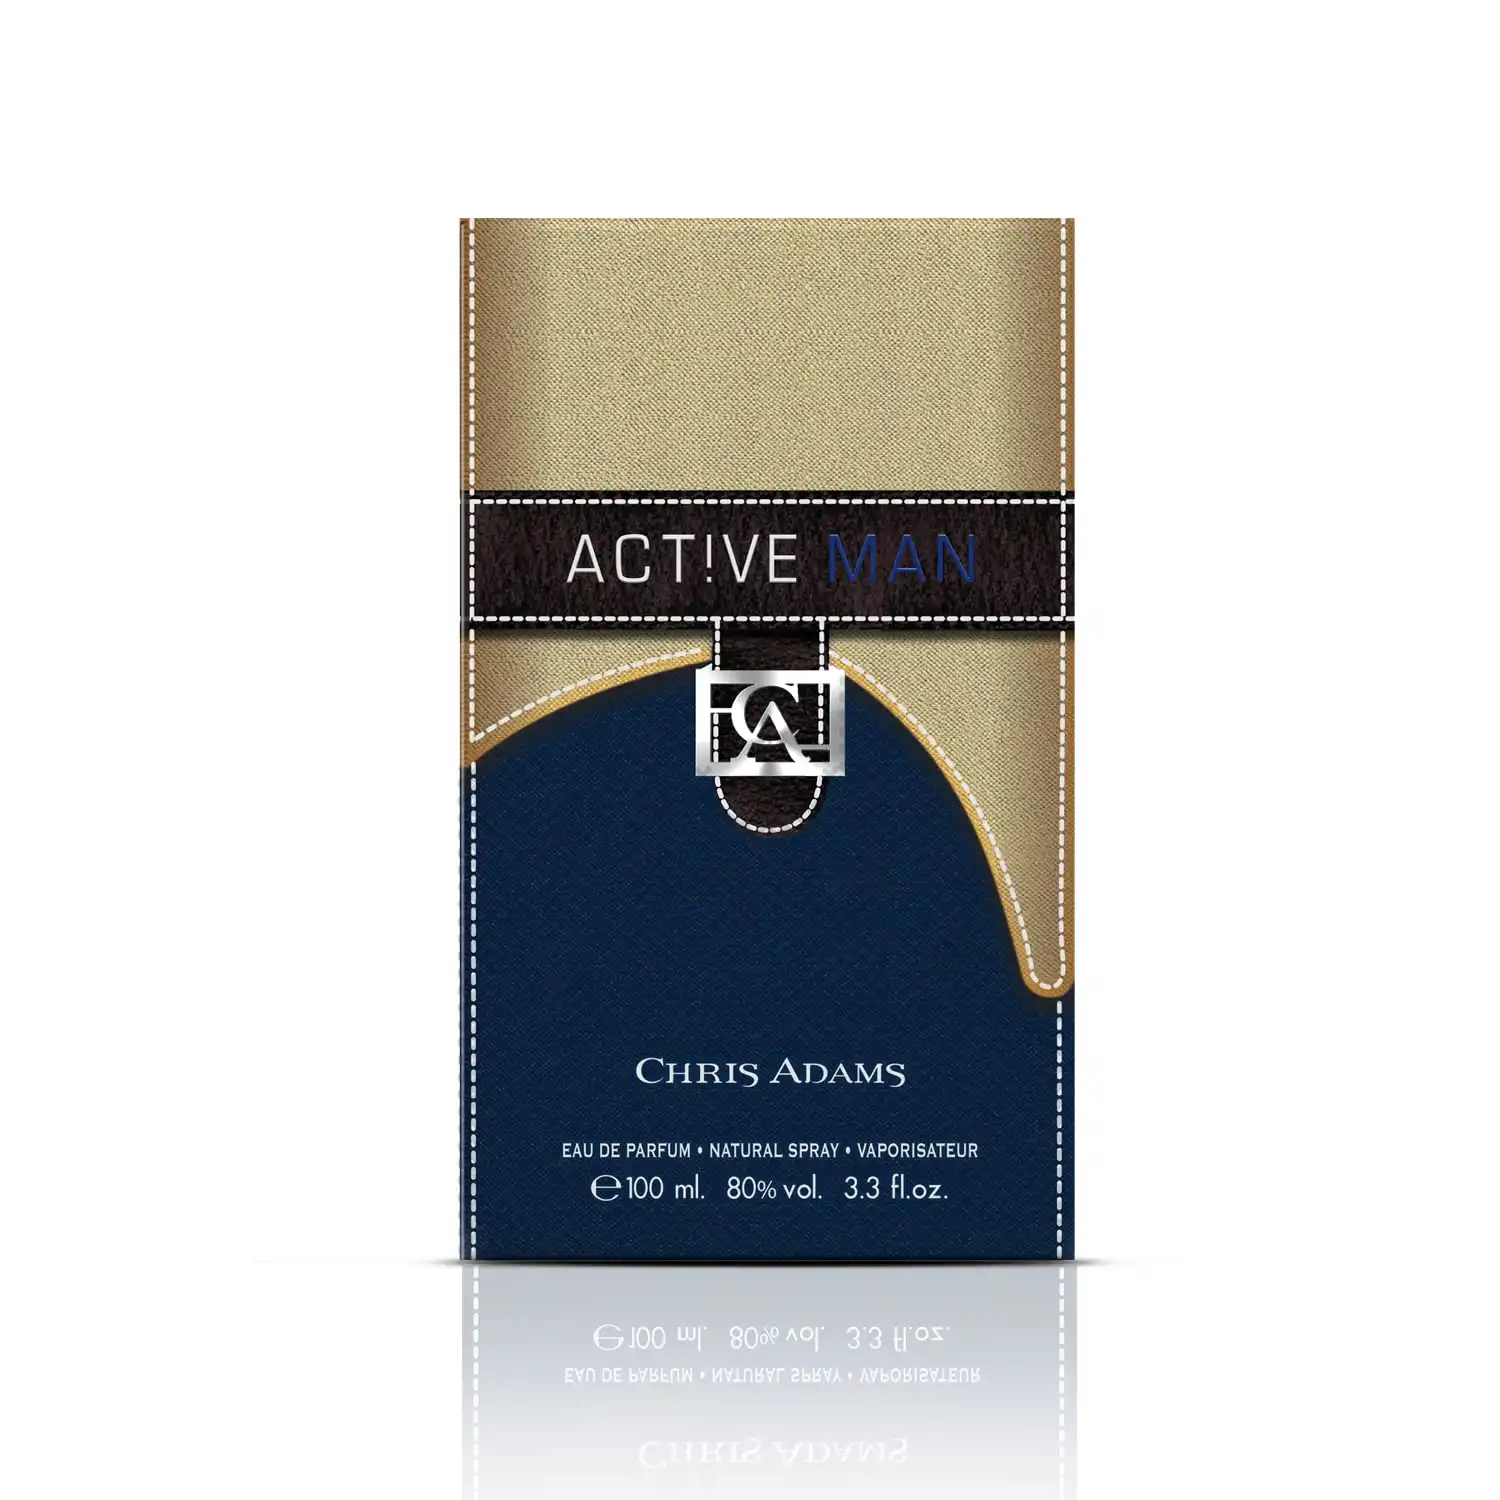 ACT!VE MAN
CA
CHRIS ADAMS
EAU DE PARFUM • NATURAL SPRAY • VAPORISATEUR
℮100 ml. 80% vol. 3.3 fl.oz.